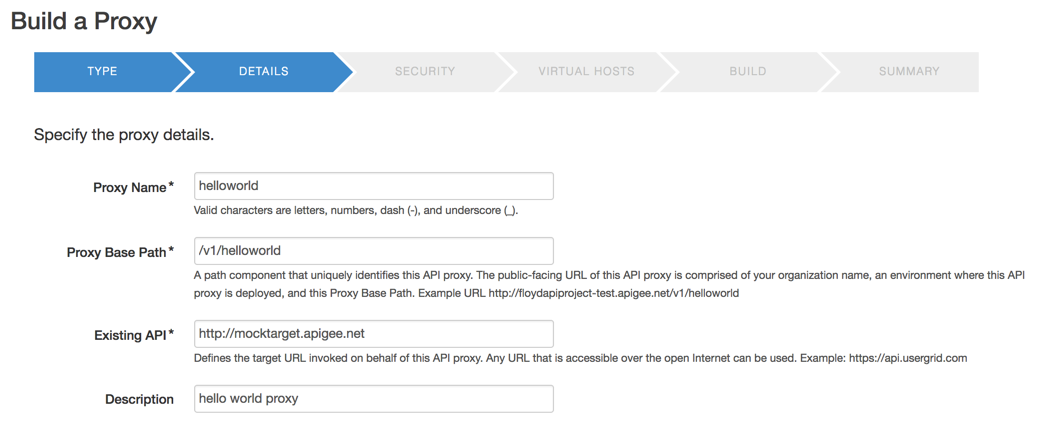 Build a Proxy
TYPE DETAILS SECURITY VIRTUAL HOSTS BUILD SUMMARY
Specify the proxy details.
Proxy Name* helloworld
Valid characters are letters, numbers, dash (-), and underscore (_).
Proxy Base Path* /v1/helloworld
A path component that uniquely identifies this API proxy. The public-facing URL of this API proxy is comprised of your organization name, an environment where this API
proxy is deployed, and this Proxy Base Path. Example URL http://floydapiproject-test.apigee.net/v1/helloworld
Existing API* http://mocktarget.apigee.net
Defines the target URL invoked on behalf of this API proxy. Any URL that is accessible over the open Internet can be used. Example: https://api.usergrid.com
Description hello world proxy